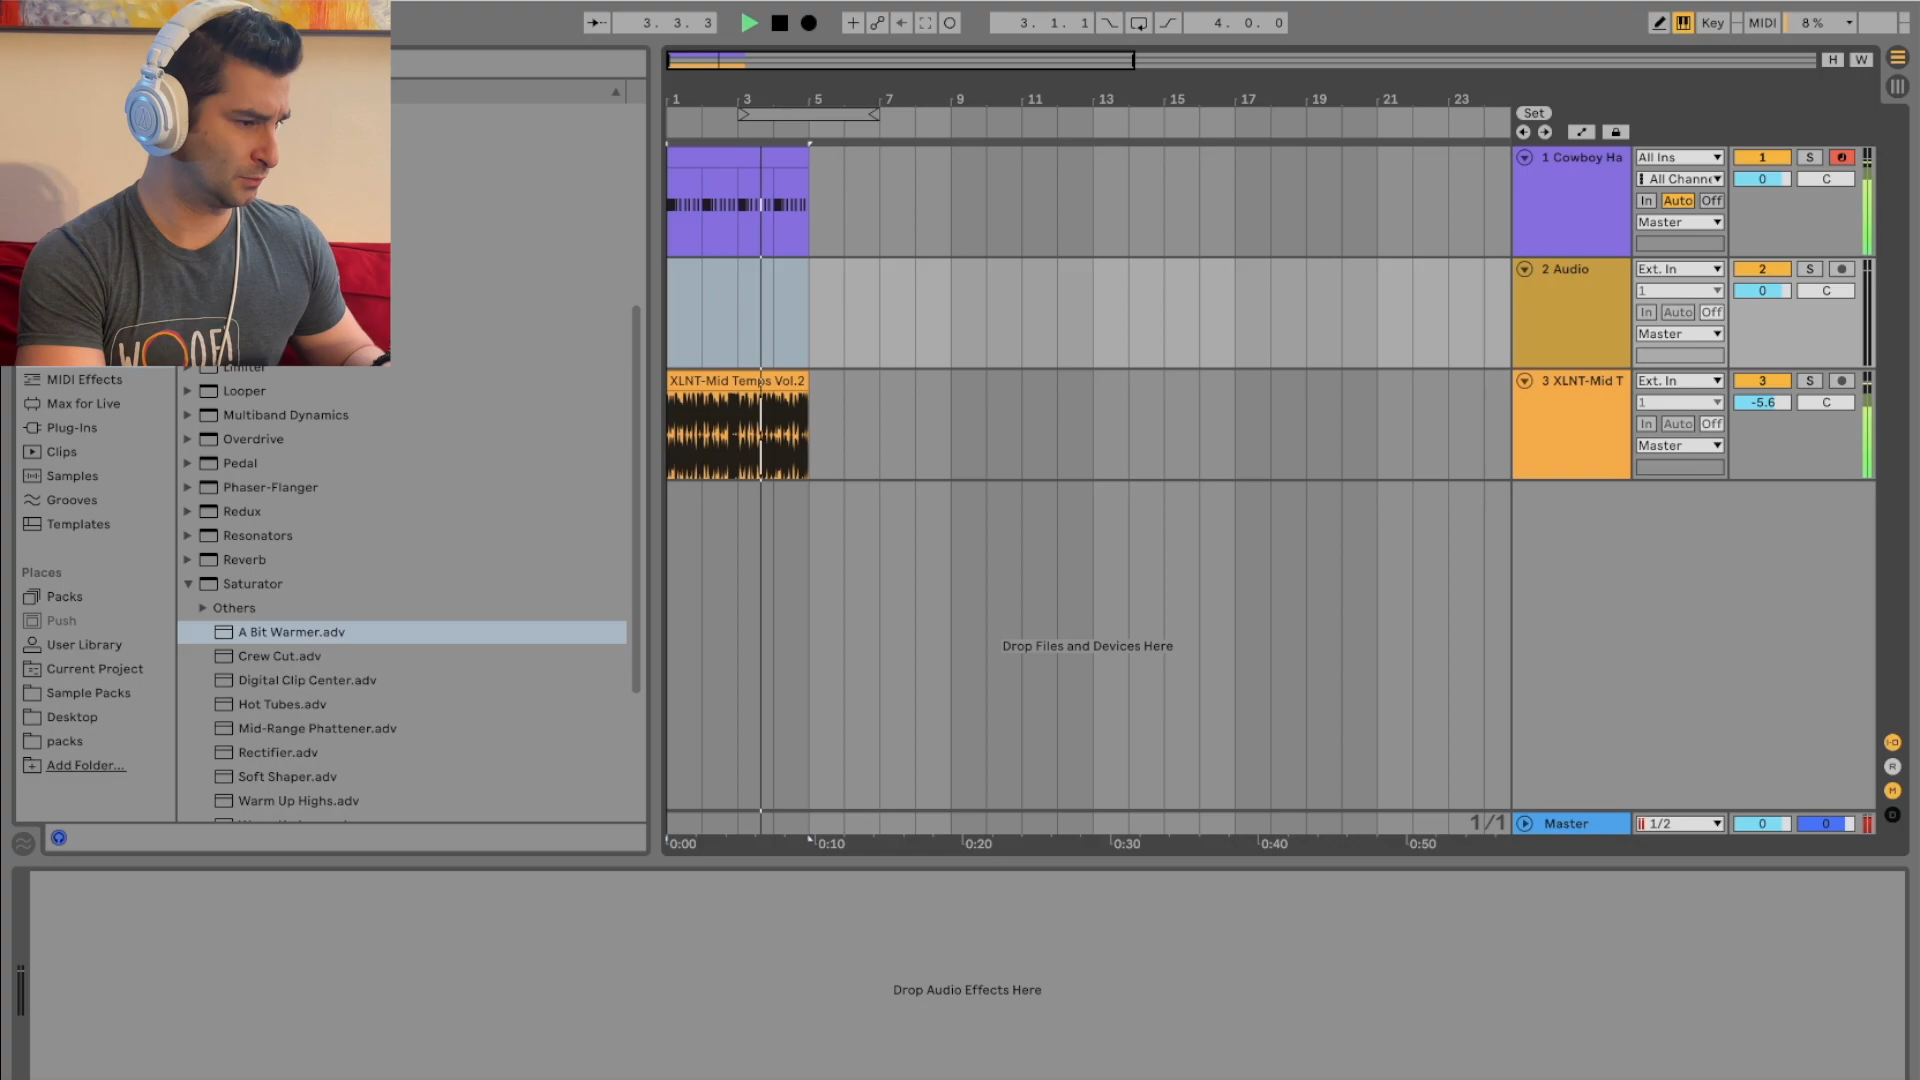 3. 3. 3
3. 1. 1
4. 0. 0
Key
MIDI
8 %
H
W
1
3
5
7
9
11
13
15
17
19
21
23
Set
1 Cowboy Ha
All Ins
1
S
All Channe
0
C
In
Auto
Off
Master
2 Audio
Ext. In
2
S
1
0
C
In
Auto
Off
Master
XLNT-Mid Temps Vol.2
3 XLNT-Mid T
Ext. In
3
S
1
-5.6
C
In
Auto
Off
Master
MIDI Effects
Max for Live
Plug-Ins
Clips
Samples
Grooves
Templates
Places
Packs
Push
User Library
Current Project
Sample Packs
Desktop
packs
Add Folder...
Limiter
Looper
Multiband Dynamics
Overdrive
Pedal
Phaser-Flanger
Redux
Resonators
Reverb
Saturator
Others
A Bit Warmer.adv
Crew Cut.adv
Digital Clip Center.adv
Hot Tubes.adv
Mid-Range Phattener.adv
Rectifier.adv
Soft Shaper.adv
Warm Up Highs.adv
Drop Files and Devices Here
I-O
R
M
D
1/1
Master
1/2
0
0
0:00
0:10
0:20
0:30
0:40
0:50
Drop Audio Effects Here